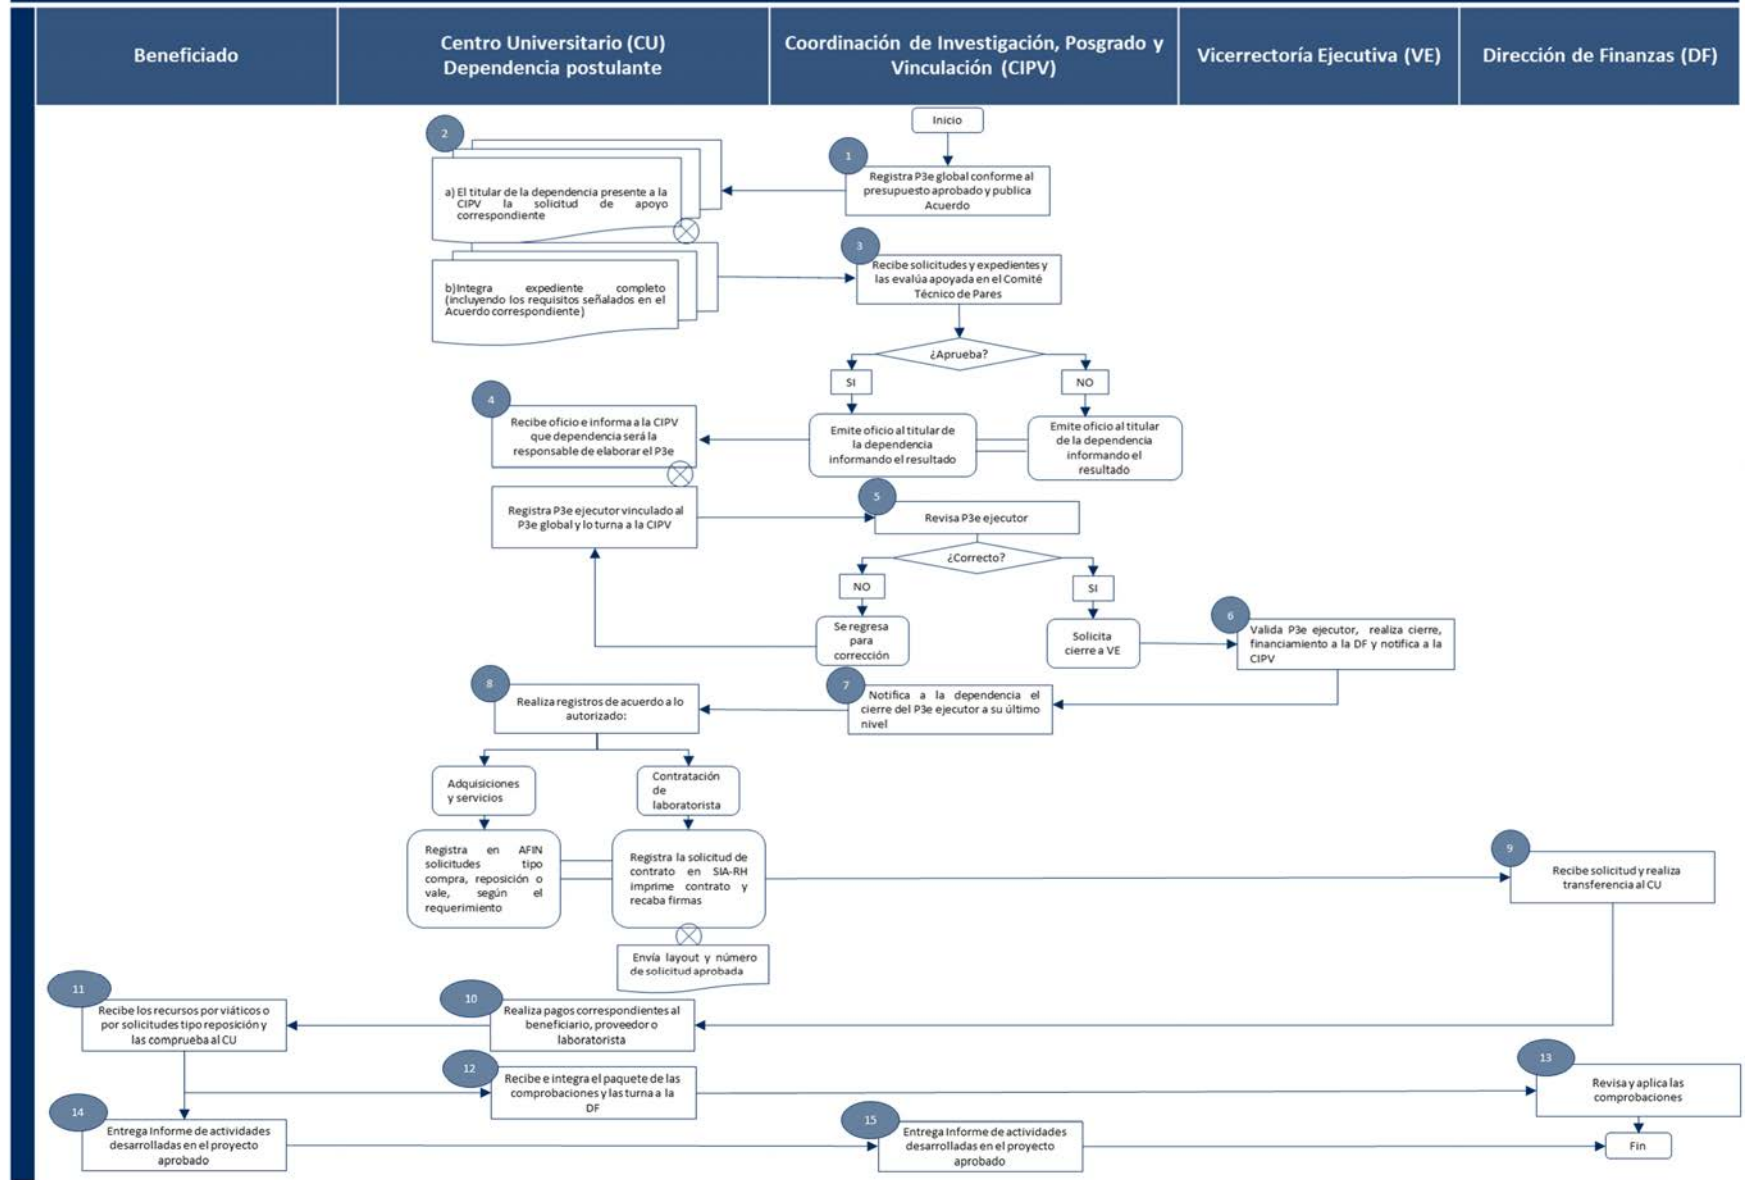 Beneficiado
Centro Universitario (CU)
Dependencia postulante
Coordinación de Investigación, Posgrado y
Vinculación (CIPV)
Vicerrectoría Ejecutiva (VE)
Dirección de Finanzas (DF)
Inicio
1
Registra P3e global conforme al
presupuesto aprobado y publica
Acuerdo
2
a) El titular de la dependencia presente a la
CIPV la solicitud de apoyo
correspondiente
b)Integra expediente completo
(incluyendo los requisitos señalados en el
Acuerdo correspondiente)
3
Recibe solicitudes y expedientes y
las evalúa apoyada en el Comité
Técnico de Pares
¿Aprueba?
SI
NO
Emite oficio al titular de
la dependencia
informando el resultado
Emite oficio al titular
de la dependencia
informando el
resultado
4
Recibe oficio e informa a la CIPV
que dependencia será la
responsable de elaborar el P3e
Registra P3e ejecutor vinculado al
P3e global y lo turna a la CIPV
5
Revisa P3e ejecutor
¿Correcto?
NO
SI
Se regresa
para
corrección
Solicita
cierre a VE
6
Valida P3e ejecutor, realiza cierre,
financiamiento a la DF y notifica a la
CIPV
7
Notifica a la dependencia el
cierre del P3e ejecutor a su último
nivel
8
Realiza registros de acuerdo a lo
autorizado:
Adquisiciones
y servicios
Contratación
de
laboratorista
Registra en AFIN
solicitudes tipo
compra, reposición o
vale, según el
requerimiento
Registra la solicitud de
contrato en SIA-RH
imprime contrato y
recaba firmas
Envía layout y número
de solicitud aprobada
9
Recibe solicitud y realiza
transferencia al CU
10
Realiza pagos correspondientes al
beneficiario, proveedor o
laboratorista
11
Recibe los recursos por viáticos o
por solicitudes tipo reposición y
las comprueba al CU
12
Recibe e integra el paquete de las
comprobaciones y las turna a la
DF
13
Revisa y aplica las
comprobaciones
14
Entrega Informe de actividades
desarrolladas en el proyecto
aprobado
15
Entrega Informe de actividades
desarrolladas en el proyecto
aprobado
Fin